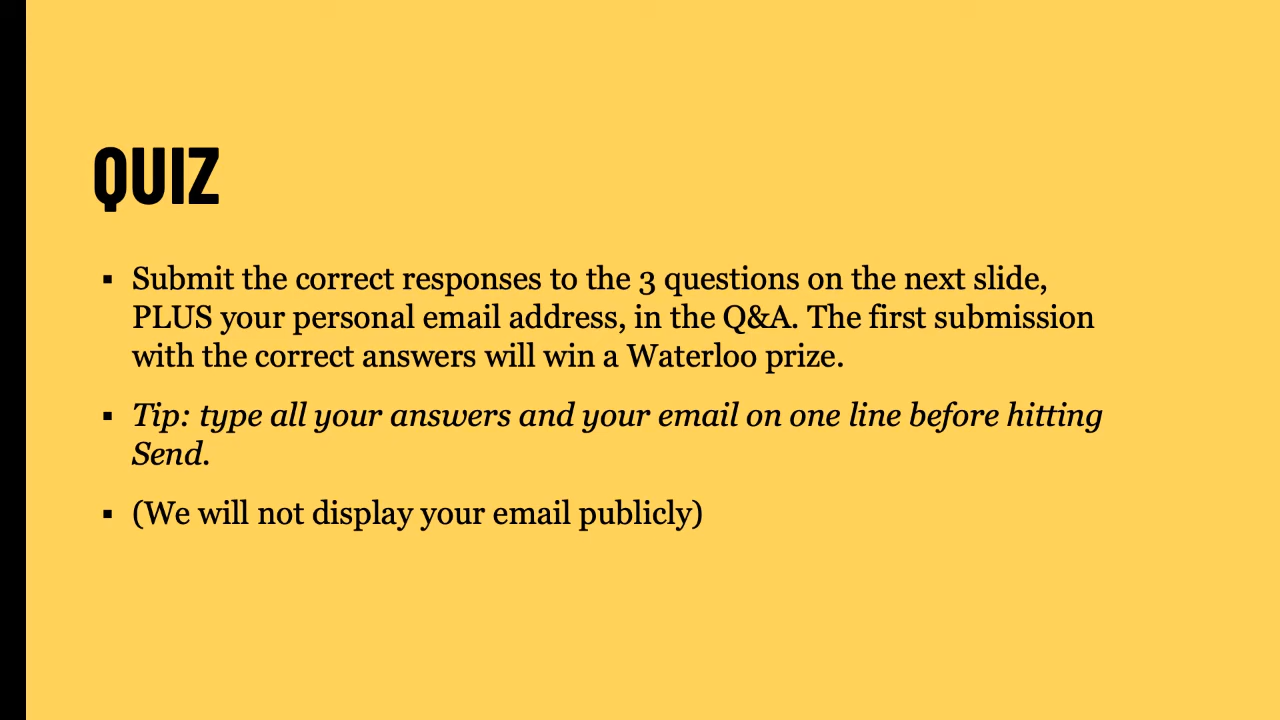 QUIZ
▪ Submit the correct responses to the 3 questions on the next slide,
PLUS your personal email address, in the Q&A. The first submission
with the correct answers will win a Waterloo prize.
▪ Tip: type all your answers and your email on one line before hitting
Send.
▪ (We will not display your email publicly)